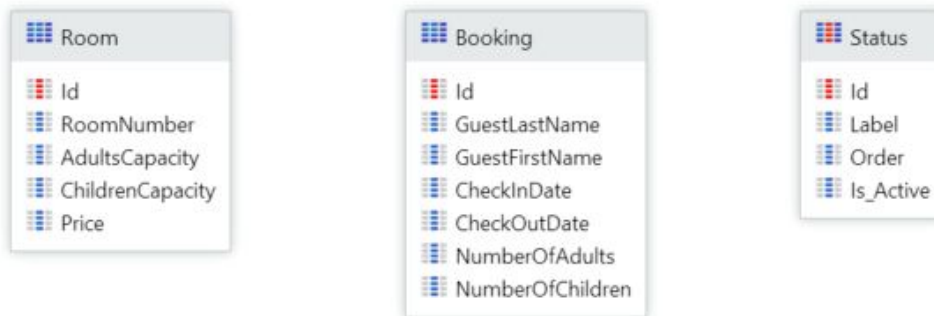 Room
Id
RoomNumber
AdultsCapacity
ChildrenCapacity
Price
Booking
Id
GuestLastName
GuestFirstName
CheckInDate
CheckOutDate
NumberOfAdults
NumberOfChildren
Status
Id
Label
Order
Is_Active